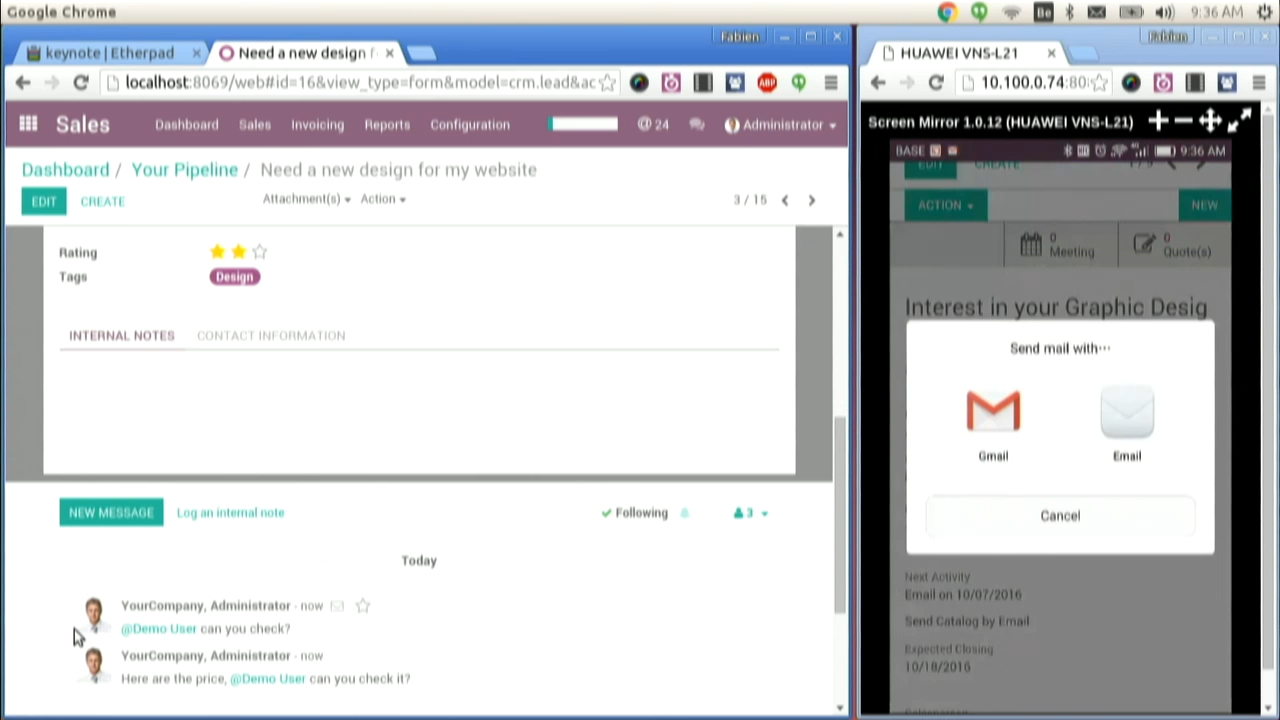 Google Chrome
Be
9:36 AM
Fabien
Fabien
keynote | Etherpad
Need a new design f
HUAWEI VNS-L21
localhost:8069/web#id=16&view_type=form&model=crm.lead&ac
ABP
10.100.0.74:80
Sales
Dashboard
Sales
Invoicing
Reports
Configuration
@ 24
Administrator
Screen Mirror 1.0.12 (HUAWEI VNS-L21)
BASE
9:36 AM
Dashboard / Your Pipeline / Need a new design for my website
EDIT
CREATE
Attachment(s)
Action
3 / 15
EDIT
CREATE
ACTION
NEW
0
Meeting
0
Quote(s)
Rating
Tags
Design
INTERNAL NOTES
CONTACT INFORMATION
Interest in your Graphic Desig
Send mail with···
Gmail
Email
Cancel
NEW MESSAGE
Log an internal note
Following
3
Today
YourCompany, Administrator - now
@Demo User can you check?
YourCompany, Administrator - now
Here are the price, @Demo User can you check it?
Next Activity
Email on 10/07/2016
Send Catalog by Email
Expected Closing
10/18/2016